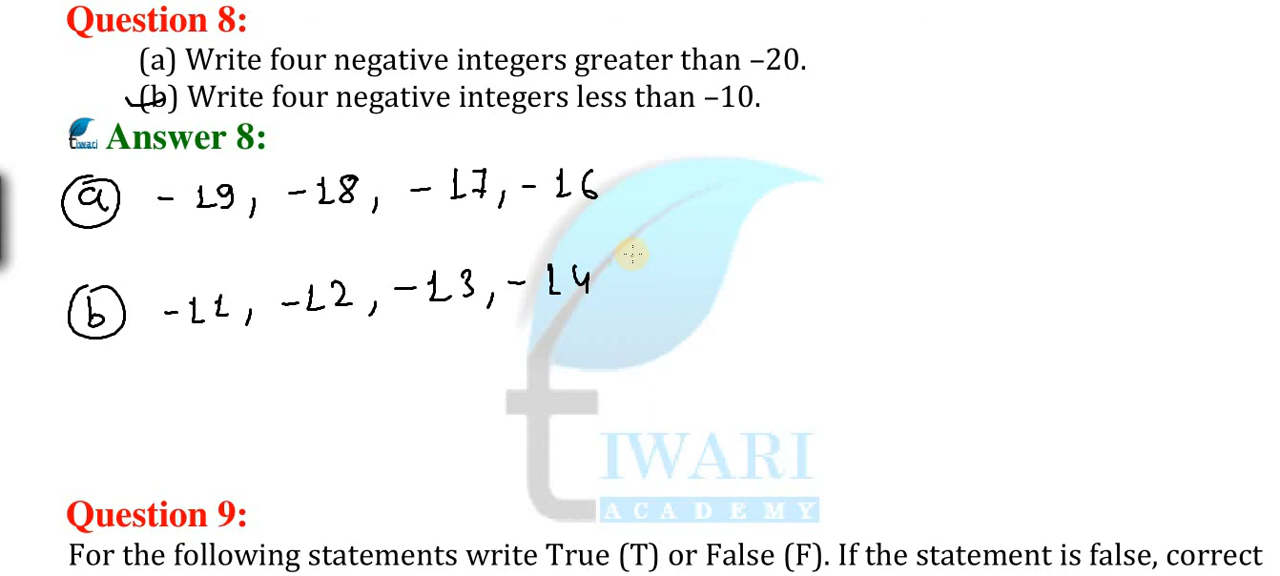 Question 8:
(a) Write four negative integers greater than –20.
(b) Write four negative integers less than –10.
tiwari Answer 8:
(a) - 19, -18, - 17, - 16
(b) -11, -12, -13, - 14
tIWARI
ACADEMY
Question 9:
For the following statements write True (T) or False (F). If the statement is false, correct